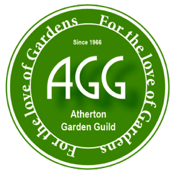 For the love of Gardens
For the love of Gardens
Since 1966
AGG
Atherton
Garden Guild